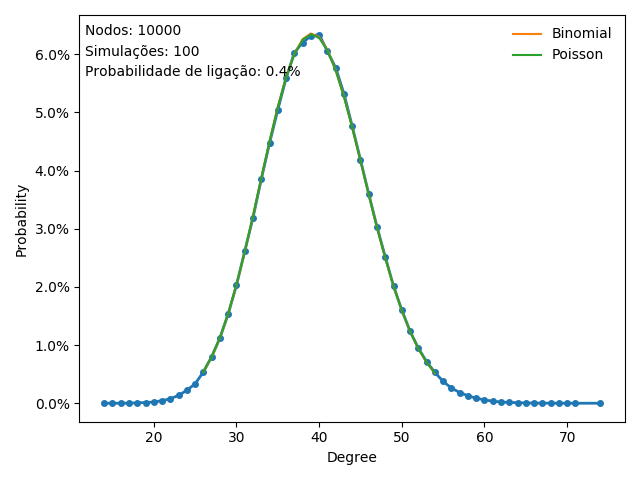 Nodos: 10000
Simulações: 100
Probabilidade de ligação: 0.4%
Binomial
Poisson
6.0%
5.0%
4.0%
3.0%
2.0%
1.0%
0.0%
Probability
20 30 40 50 60 70
Degree